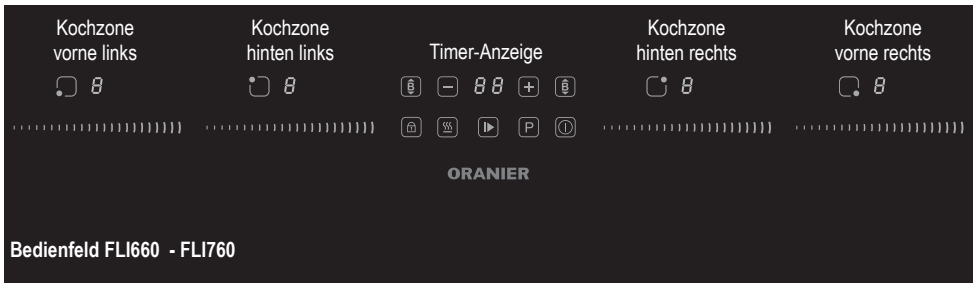 Kochzone
vorne links
Kochzone
hinten links
Timer-Anzeige
Kochzone
hinten rechts
Kochzone
vorne rechts
8
8
B
88
B
8
8
P
ORANIER
Bedienfeld FLI660 - FLI760